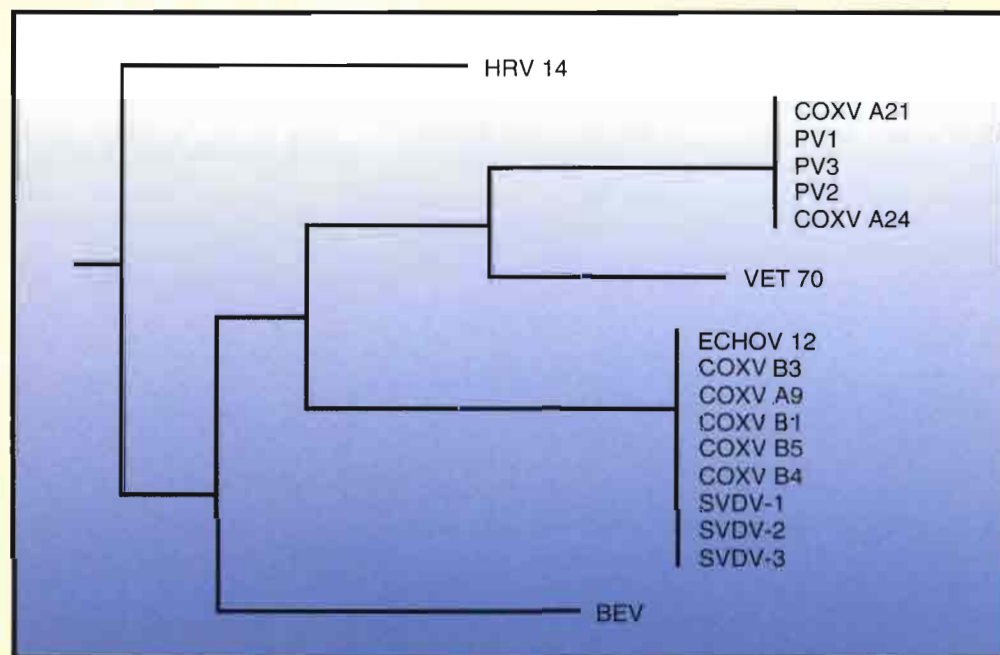 HRV 14
COXV A21
PV1
PV3
PV2
COXV A24
VET 70
ECHOV 12
COXV B3
COXV A9
COXV B1
COXV B5
COXV B4
SVDV-1
SVDV-2
SVDV-3
BEV